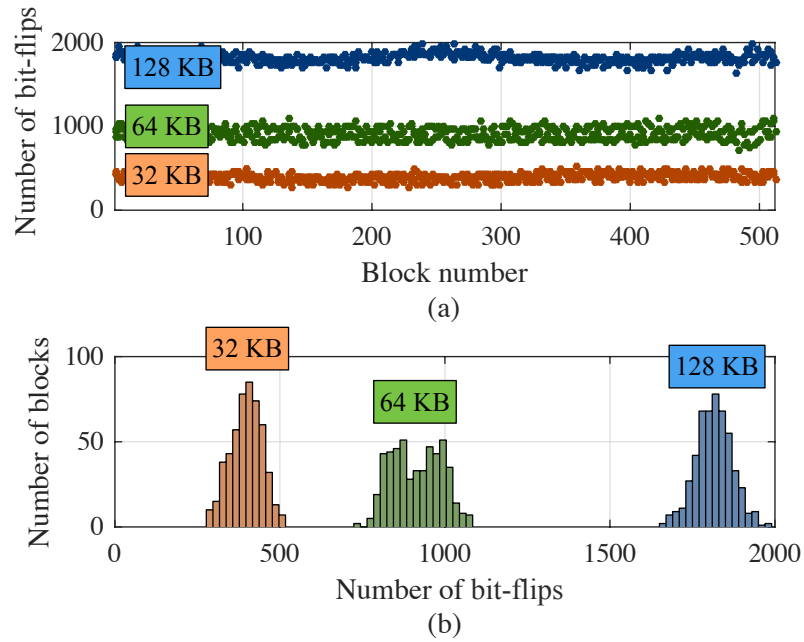 Number of bit-flips
2000
1000
0
128 KB
64 KB
32 KB
100 200 300 400 500
Block number
(a)
Number of blocks
100
50
0
32 KB
64 KB
128 KB
0 500 1000 1500 2000
Number of bit-flips
(b)